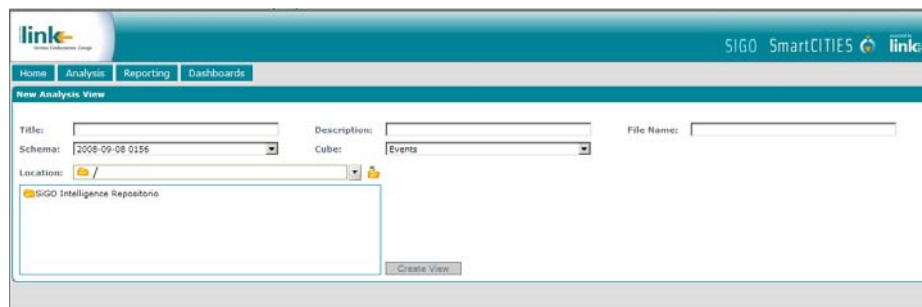 link
SIGO SmartCITIES link
Home Analysis Reporting Dashboards
New Analysis View
Title: Description: File Name:
Schema: 2008-09-08 0156 Cube: Events
Location: /
SiGO Intelligence Repositorio
Create View